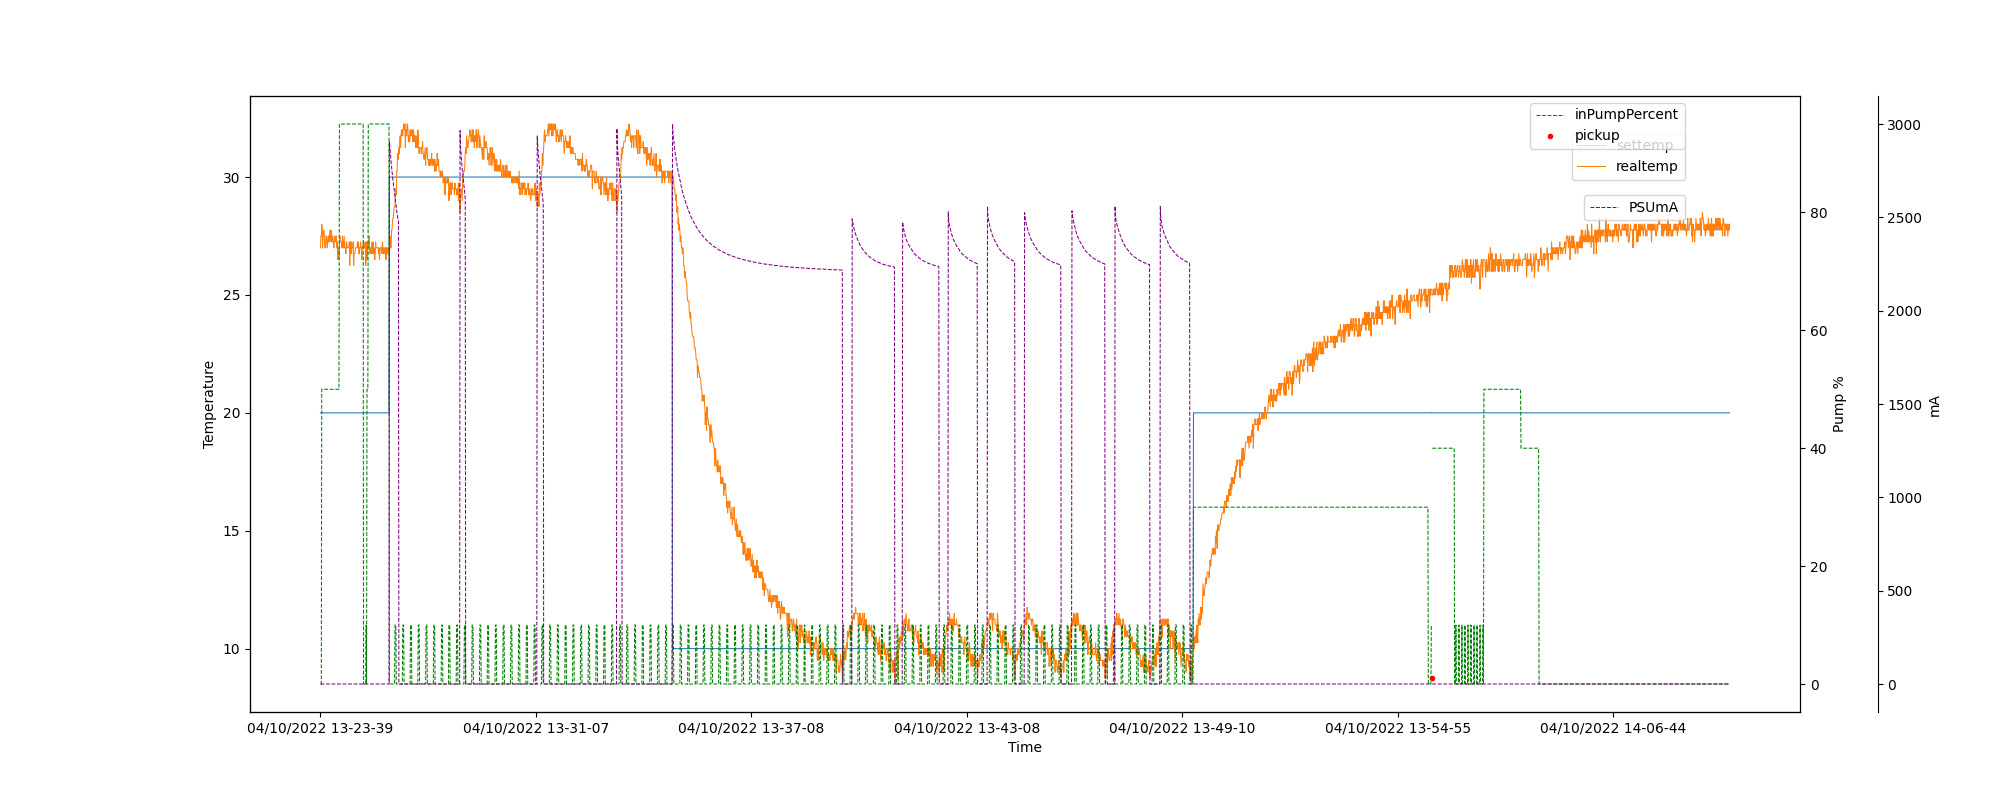 inPumpPercent
pickup
settemp
realtemp
PSUmA
Temperature
30
25
20
15
10
Pump %
80
60
40
20
0
mA
3000
2500
2000
1500
1000
500
0
04/10/2022 13-23-39
04/10/2022 13-31-07
04/10/2022 13-37-08
04/10/2022 13-43-08
04/10/2022 13-49-10
04/10/2022 13-54-55
04/10/2022 14-06-44
Time